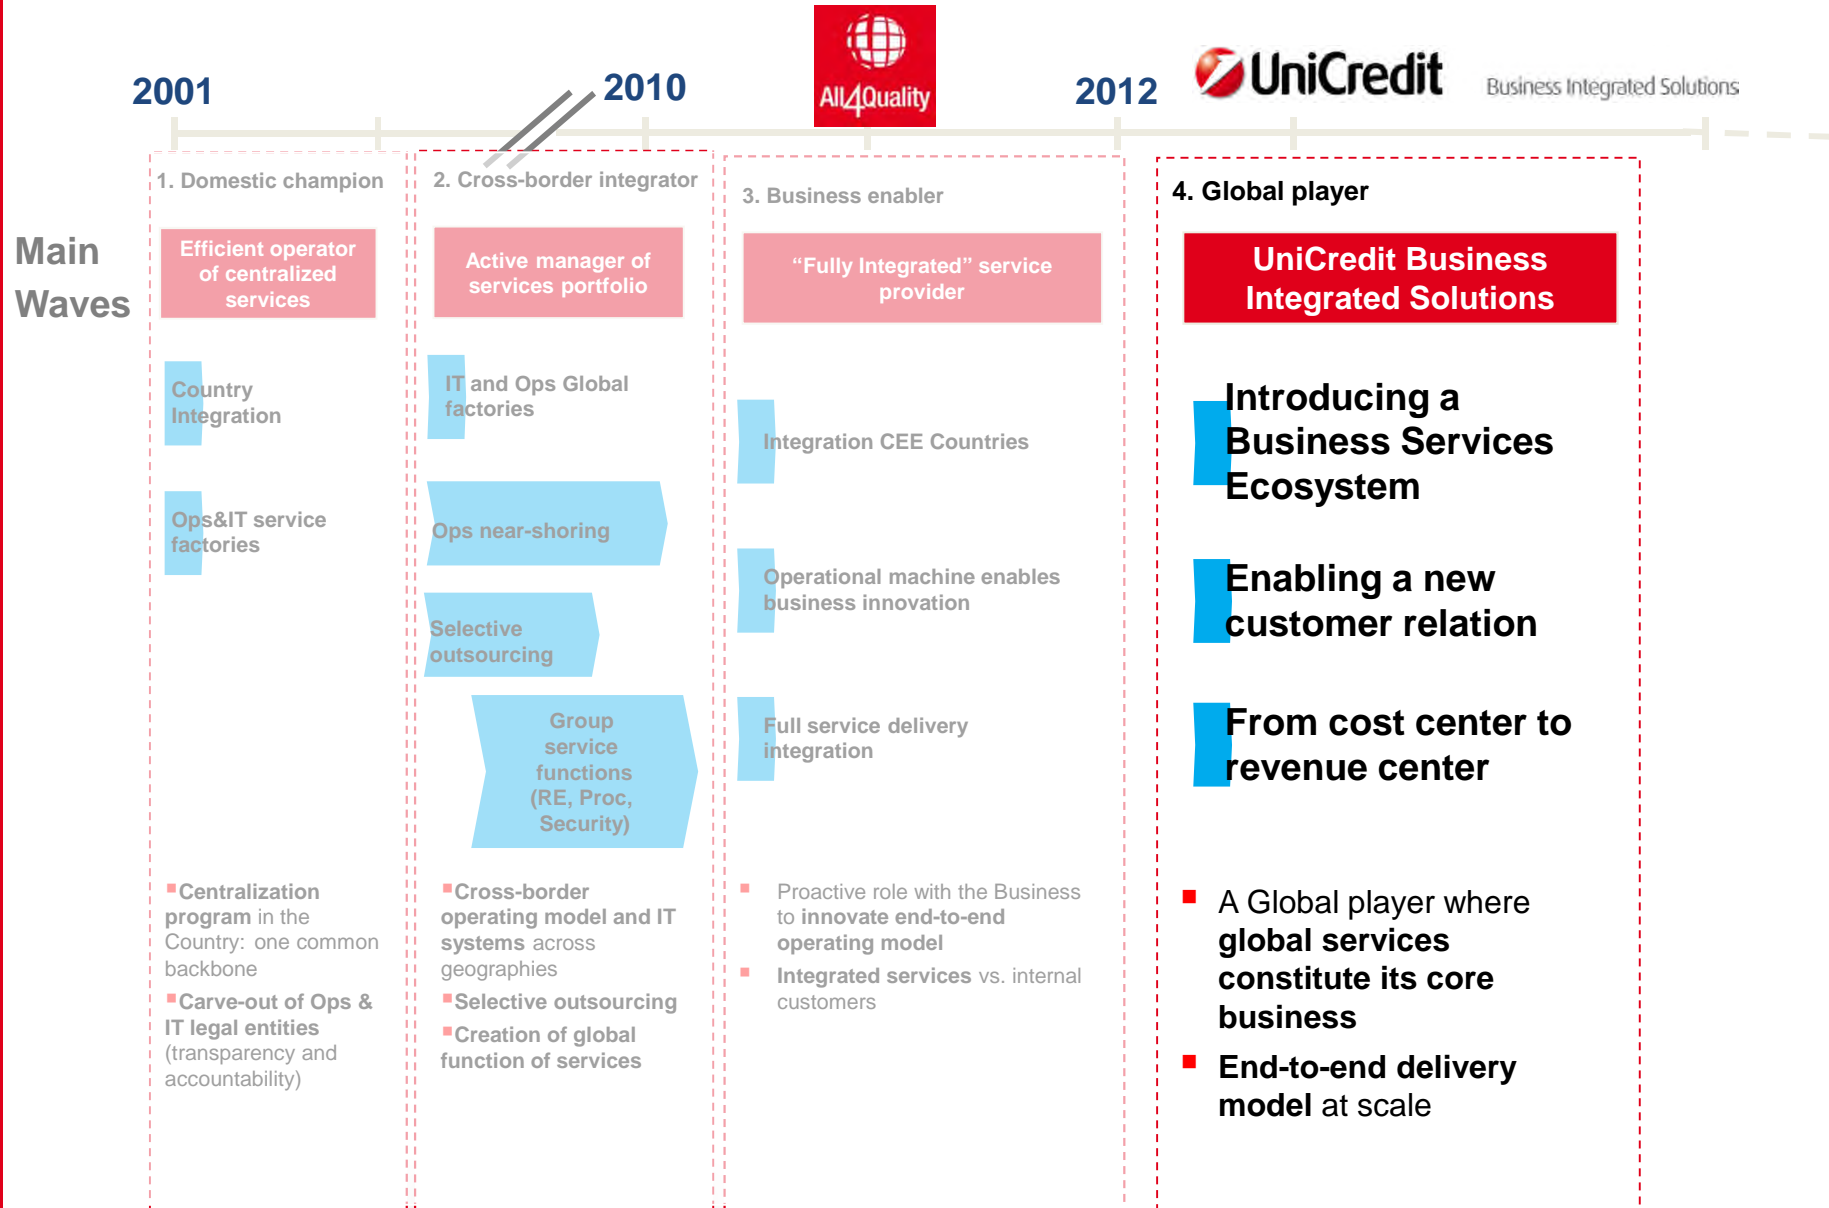 2001
2010
All4Quality
2012
UniCredit
Business Integrated Solutions
Main
Waves
1. Domestic champion
Efficient operator
of centralized
services
Country
Integration
Ops&IT service
factories
▪Centralization
program in the
Country: one common
backbone
▪Carve-out of Ops &
IT legal entities
(transparency and
accountability)
2. Cross-border integrator
Active manager of
services portfolio
IT and Ops Global
factories
Ops near-shoring
Selective
outsourcing
Group
service
functions
(RE, Proc,
Security)
▪Cross-border
operating model and IT
systems across
geographies
▪Selective outsourcing
▪Creation of global
function of services
3. Business enabler
“Fully Integrated” service
provider
Integration CEE Countries
Operational machine enables
business innovation
Full service delivery
integration
▪ Proactive role with the Business
to innovate end-to-end
operating model
▪ Integrated services vs. internal
customers
4. Global player
UniCredit Business
Integrated Solutions
Introducing a
Business Services
Ecosystem
Enabling a new
customer relation
From cost center to
revenue center
▪ A Global player where
global services
constitute its core
business
▪ End-to-end delivery
model at scale